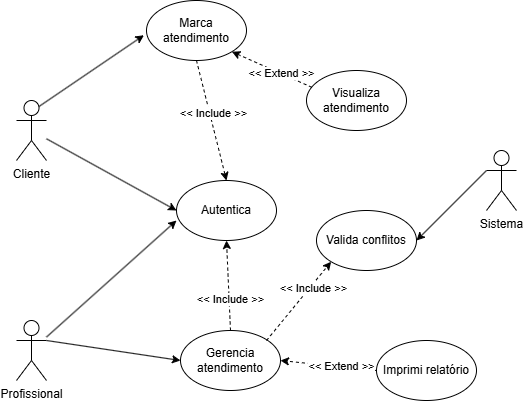 Marca
atendimento
<< Extend >>
Visualiza
atendimento
<< Include >>
Cliente
Autentica
Sistema
Valida conflitos
<< Include >>
<< Include >>
Gerencia
atendimento
<< Extend >>
Imprimi relatório
Profissional